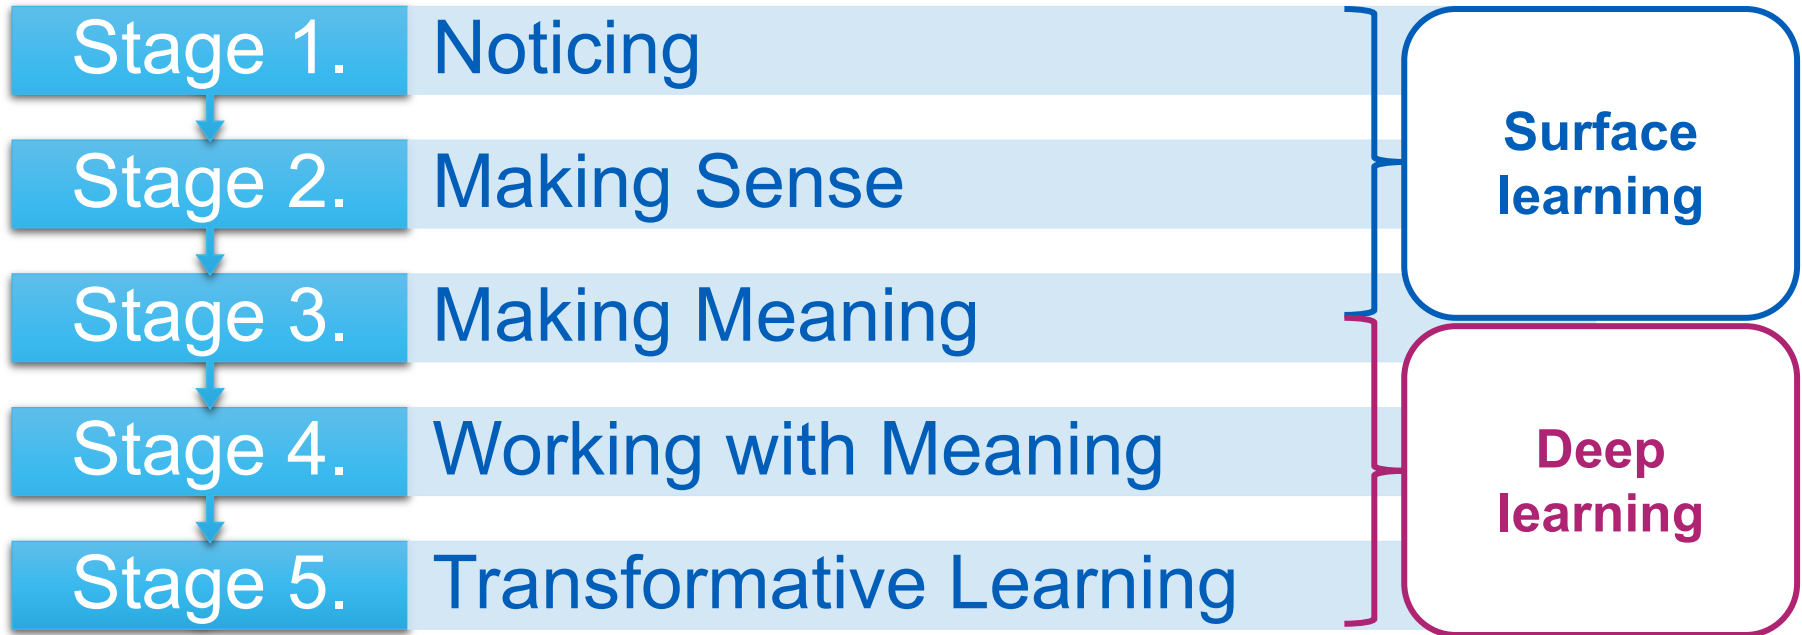 Stage 1. Noticing
Stage 2. Making Sense
Stage 3. Making Meaning
Stage 4. Working with Meaning
Stage 5. Transformative Learning
Surface
learning
Deep
learning